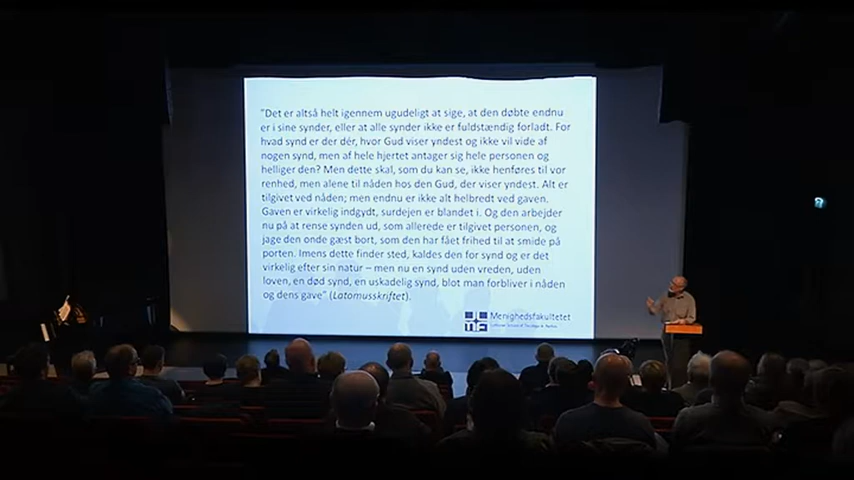 "Det er altså helt igennem ugudeligt at sige, at den døbte endnu
er i sine synder, eller at alle synder ikke er fuldstændig forladt. For
hvad synd er der dér, hvor Gud viser yndest og ikke vil vide af
nogen synd, men af hele hjertet antager sig hele personen og
helliger den? Men dette skal, som du kan se, ikke henføres til vor
renhed, men alene til nåden hos den Gud, der viser yndest. Alt er
tilgivet ved nåden; men endnu er ikke alt helbredt ved gaven.
Gaven er virkelig indgydt, surdejen er blandet i. Og den arbejder
nu på at rense synden ud, som allerede er tilgivet personen, og
jage den onde gæst bort, som den har fået frihed til at smide på
porten. Imens dette finder sted, kaldes den for synd og er det
virkelig efter sin natur – men nu en synd uden vreden, uden
loven, en død synd, en uskadelig synd, blot man forbliver i nåden
og dens gave" (Latomusskriftet).
Menighedsfakultetet